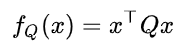 f_Q(x) = x^⊤Qx